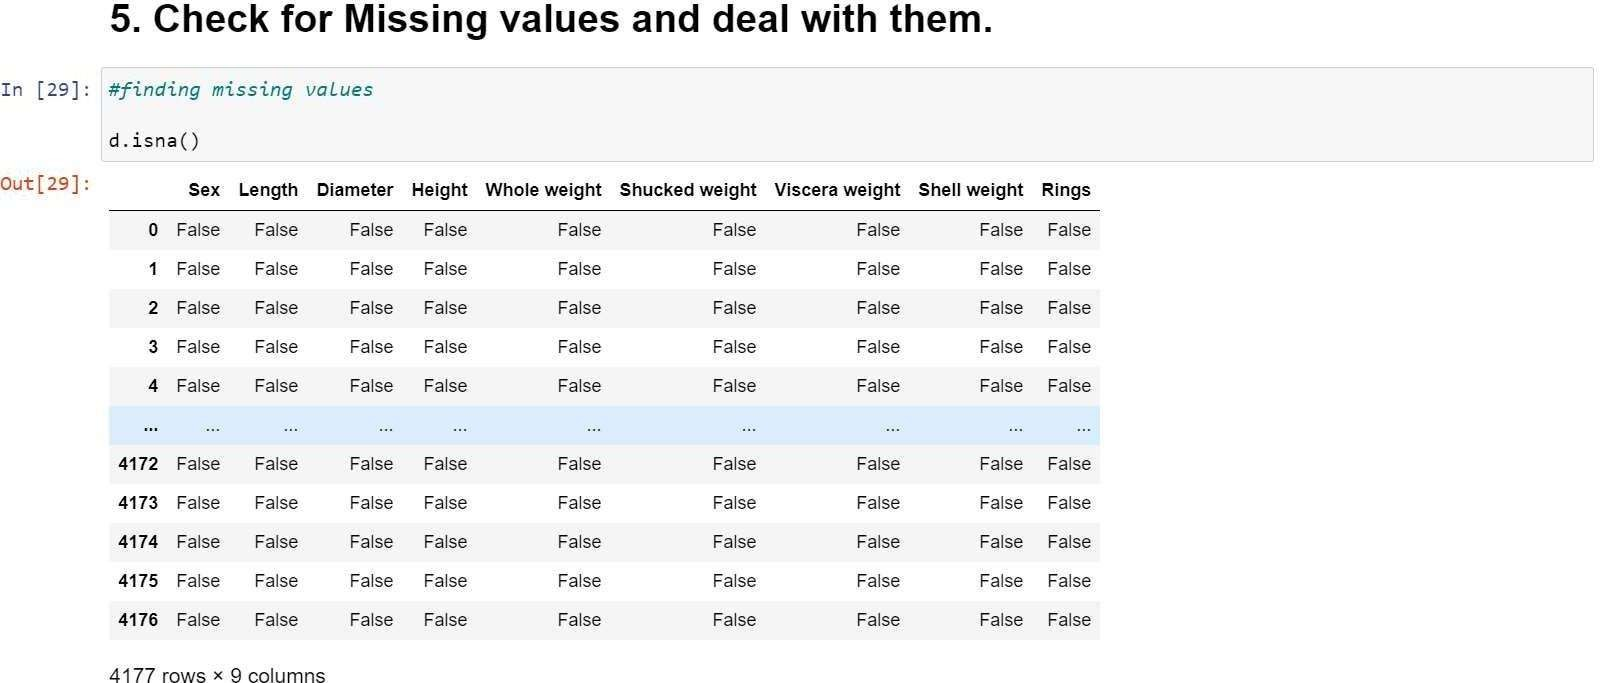 5. Check for Missing values and deal with them.
In [29]: #finding missing values
d.isna()
Out[29]:
Sex Length Diameter Height Whole weight Shucked weight Viscera weight Shell weight Rings
0 False False False False False False False False False
1 False False False False False False False False False
2 False False False False False False False False False
3 False False False False False False False False False
4 False False False False False False False False False
... ... ... ... ... ... ... ... ... ...
4172 False False False False False False False False False
4173 False False False False False False False False False
4174 False False False False False False False False False
4175 False False False False False False False False False
4176 False False False False False False False False False
4177 rows × 9 columns